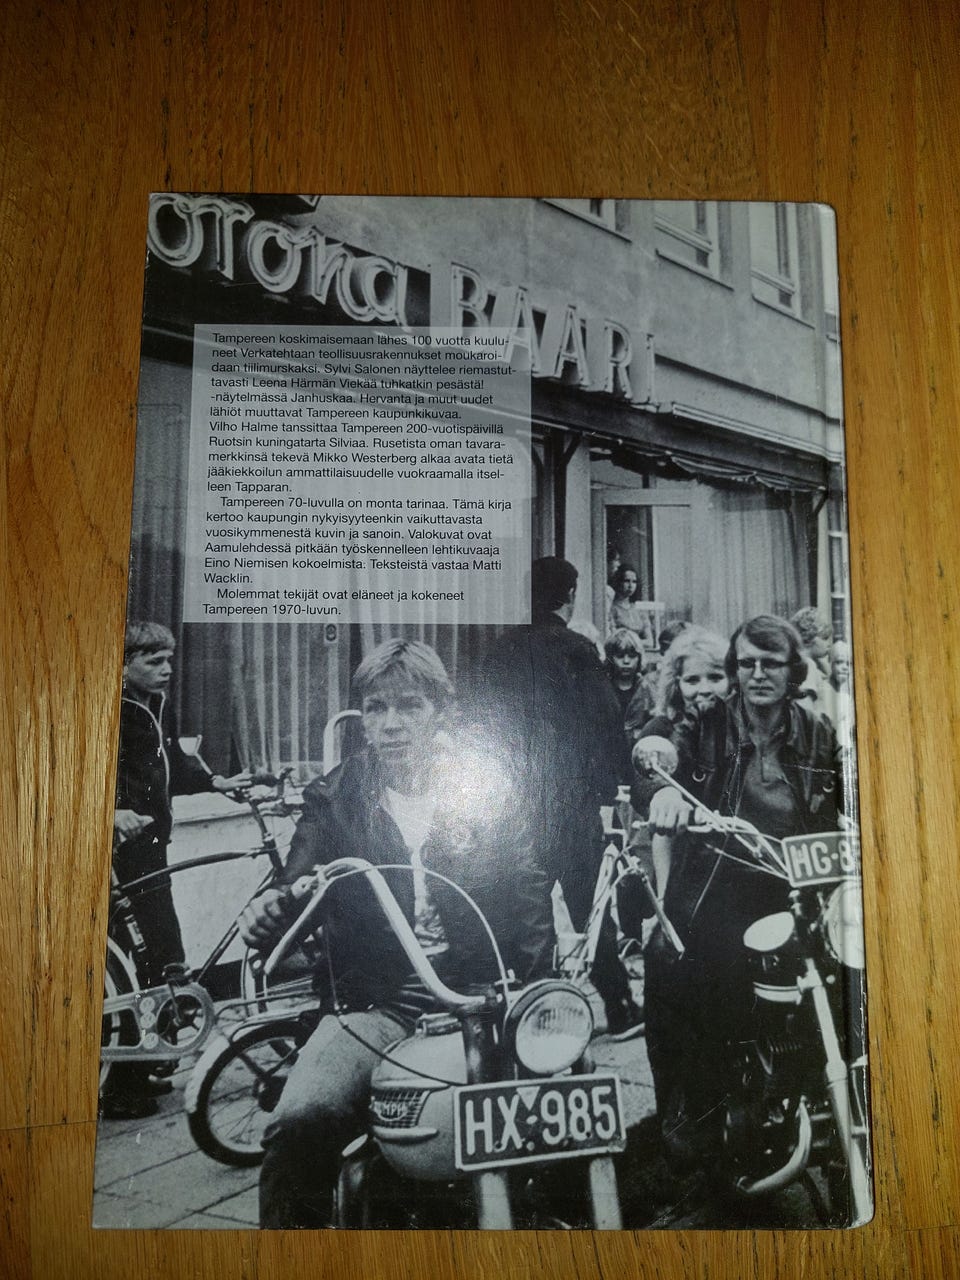 otona BAARI
Tampereen koskimaisemaan lähes 100 vuotta kuulu-
neet Verkatehtaan teollisuusrakennukset moukaroi-
daan tiilimurskaksi. Sylvi Salonen näyttelee riemastut-
tavasti Leena Härmän Viekää tuhkatkin pesästä!
-näytelmässä Janhuskaa. Hervanta ja muut uudet
lähiöt muuttavat Tampereen kaupunkikuvaa.
Vilho Halme tanssittaa Tampereen 200-vuotispäivillä
Ruotsin kuningatarta Silviaa. Rusetista oman tavara-
merkkinsä tekevä Mikko Westerberg alkaa avata tietä
jääkiekkoilun ammattilaisuudelle vuokraamalla itsel-
leen Tapparan.
Tampereen 70-luvulla on monta tarinaa. Tämä kirja
kertoo kaupungin nykyisyyteenkin vaikuttavasta
vuosikymmenestä kuvin ja sanoin. Valokuvat ovat
Aamulehdessä pitkään työskennelleen lehtikuvaaja
Eino Niemisen kokoelmista. Teksteistä vastaa Matti
Wacklin.
Molemmat tekijät ovat eläneet ja kokeneet
Tampereen 1970-luvun.
HG-8
HX-985